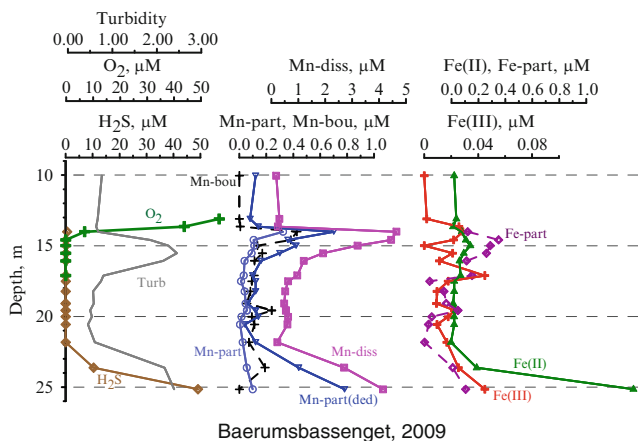 Turbidity
0.00 1.00 2.00 3.00
O2, µM
0 10 20 30 40 50
H2S, µM
0 10 20 30 40 50
Mn-diss, µM
0 1 2 3 4 5
Mn-part, Mn-bou, µM
0.0 0.2 0.4 0.6 0.8 1.0
Fe(II), Fe-part, µM
0.0 0.2 0.4 0.6 0.8 1.0
Fe(III), µM
0 0.04 0.08
Depth, m
10
15
20
25
O2
Turb
H2S
Mn-bou
Mn-part
Mn-diss
Mn-part(ded)
Fe-part
Fe(II)
Fe(III)
Baerumsbassenget, 2009